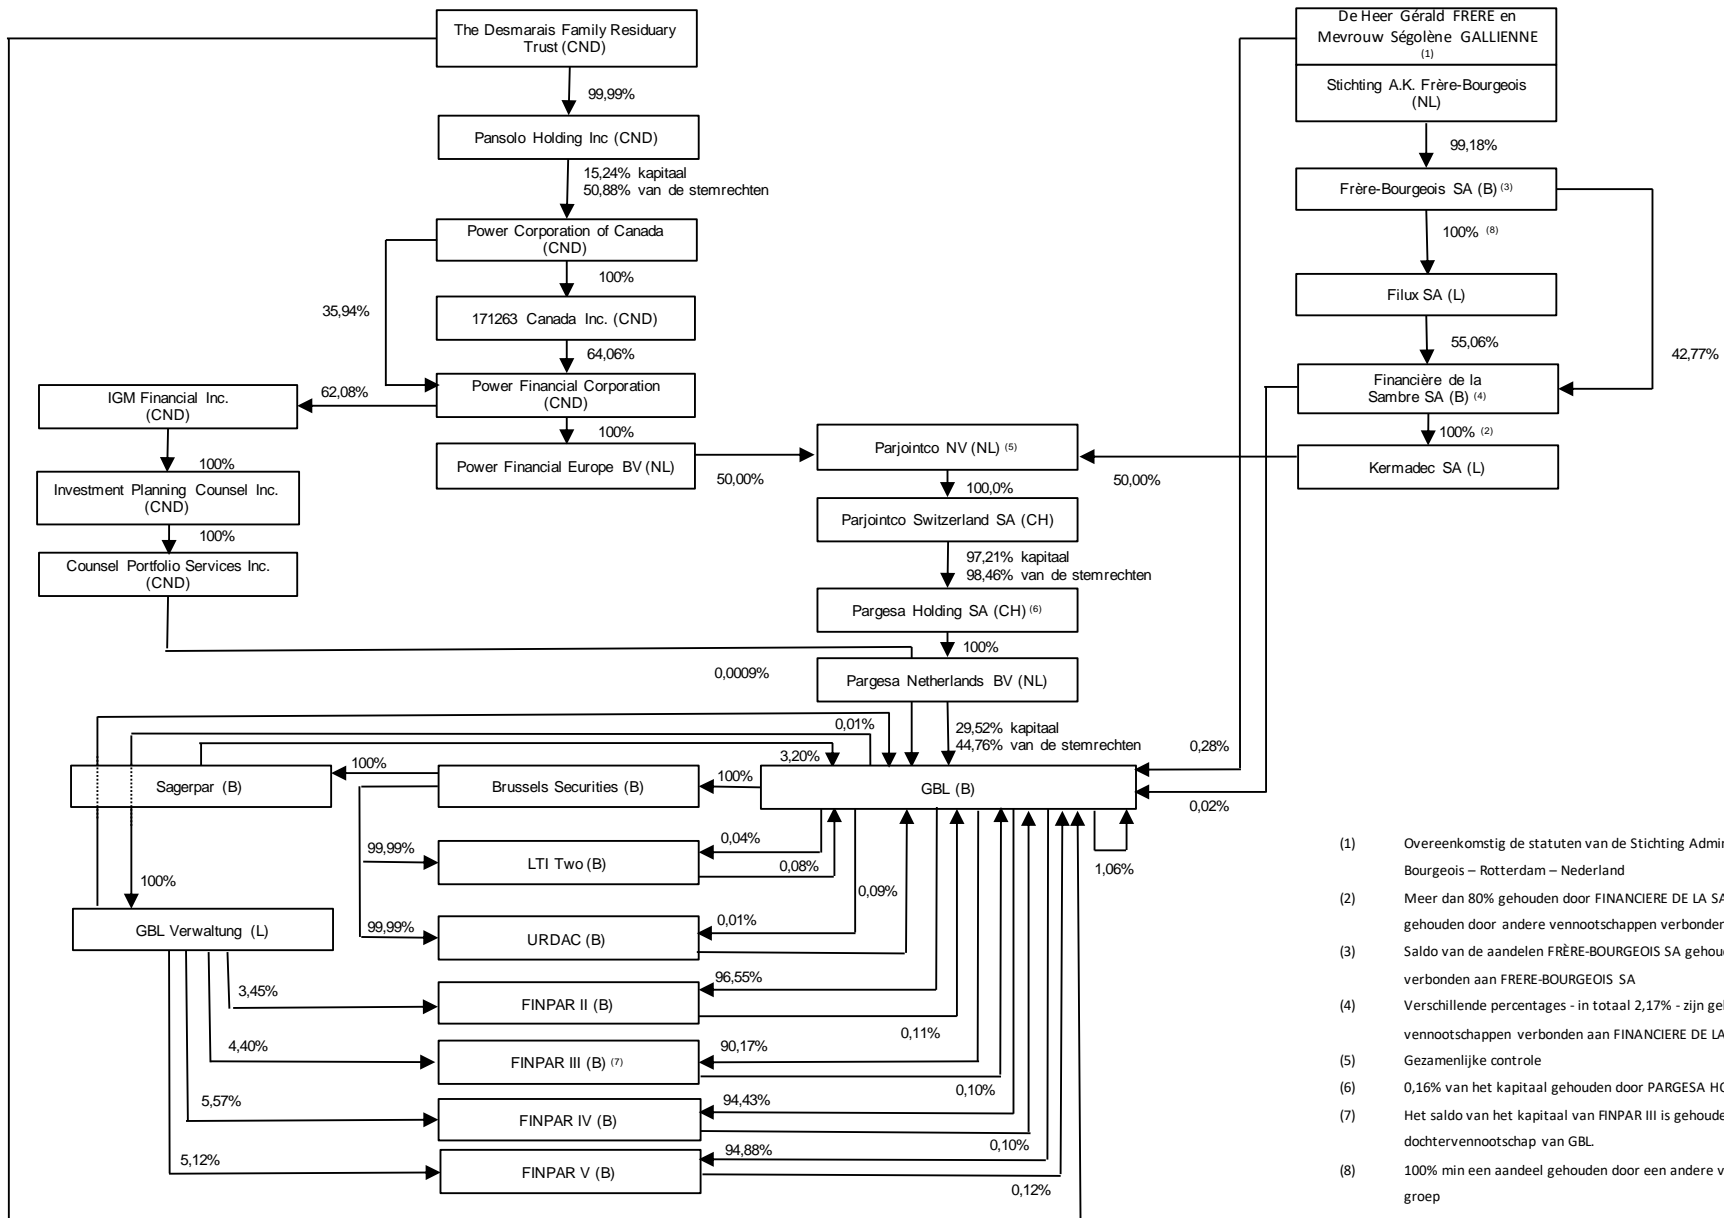 The Desmarais Family Residuary
Trust (CND)
De Heer Gérald FRERE en
Mevrouw Ségolène GALLIENNE
(1)
Stichting A.K. Frère-Bourgeois
(NL)
99,99%
99,18%
Pansolo Holding Inc (CND)
Frère-Bourgeois SA (B) (3)
15,24% kapitaal
50,88% van de stemrechten
100% (8)
Power Corporation of Canada
(CND)
100%
Filux SA (L)
35,94%
171263 Canada Inc. (CND)
55,06%
42,77%
64,06%
Power Financial Corporation
(CND)
62,08%
IGM Financial Inc.
(CND)
Financière de la
Sambre SA (B) (4)
100%
100% (2)
Parjointco NV (NL) (5)
100%
Power Financial Europe BV (NL)
50,00%
50,00%
Kermadec SA (L)
100,0%
Investment Planning Counsel Inc.
(CND)
Parjointco Switzerland SA (CH)
100%
97,21% kapitaal
98,46% van de stemrechten
Counsel Portfolio Services Inc.
(CND)
Pargesa Holding SA (CH) (6)
100%
0,0009%
Pargesa Netherlands BV (NL)
0,01%
29,52% kapitaal
44,76% van de stemrechten
3,20%
0,28%
100%
100%
Sagerpar (B)
Brussels Securities (B)
GBL (B)
0,02%
99,99%
0,04%
LTI Two (B)
0,08%
1,06%
100%
0,09%
GBL Verwaltung (L)
99,99%
0,01%
URDAC (B)
3,45%
96,55%
FINPAR II (B)
0,11%
4,40%
90,17%
FINPAR III (B) (7)
0,10%
5,57%
94,43%
FINPAR IV (B)
0,10%
5,12%
94,88%
FINPAR V (B)
0,12%
(1) Overeenkomstig de statuten van de Stichting Admi
Bourgeois – Rotterdam – Nederland
(2) Meer dan 80% gehouden door FINANCIERE DE LA SA
gehouden door andere vennootschappen verbonden
(3) Saldo van de aandelen FRÈRE-BOURGEOIS SA gehou
verbonden aan FRERE-BOURGEOIS SA
(4) Verschillende percentages - in totaal 2,17% - zijn gel
vennootschappen verbonden aan FINANCIERE DE LA
(5) Gezamenlijke controle
(6) 0,16% van het kapitaal gehouden door PARGESA HO
(7) Het saldo van het kapitaal van FINPAR III is gehoude
dochtervennootschap van GBL.
(8) 100% min een aandeel gehouden door een andere v
groep